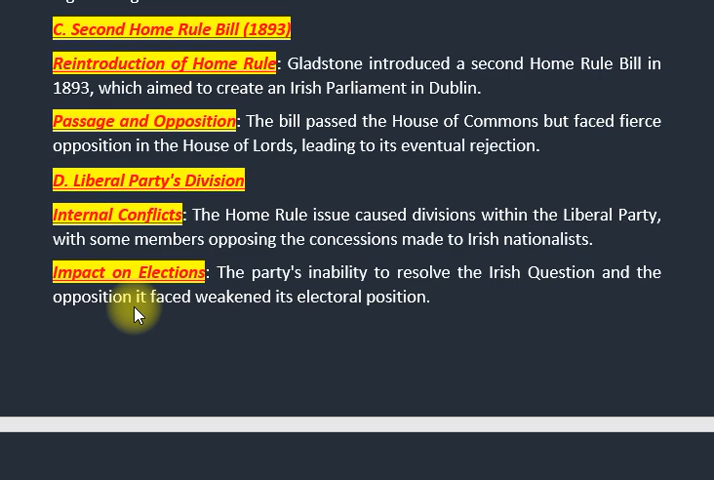 C. Second Home Rule Bill (1893)
Reintroduction of Home Rule: Gladstone introduced a second Home Rule Bill in
1893, which aimed to create an Irish Parliament in Dublin.
Passage and Opposition: The bill passed the House of Commons but faced fierce
opposition in the House of Lords, leading to its eventual rejection.
D. Liberal Party's Division
Internal Conflicts: The Home Rule issue caused divisions within the Liberal Party,
with some members opposing the concessions made to Irish nationalists.
Impact on Elections: The party's inability to resolve the Irish Question and the
opposition it faced weakened its electoral position.